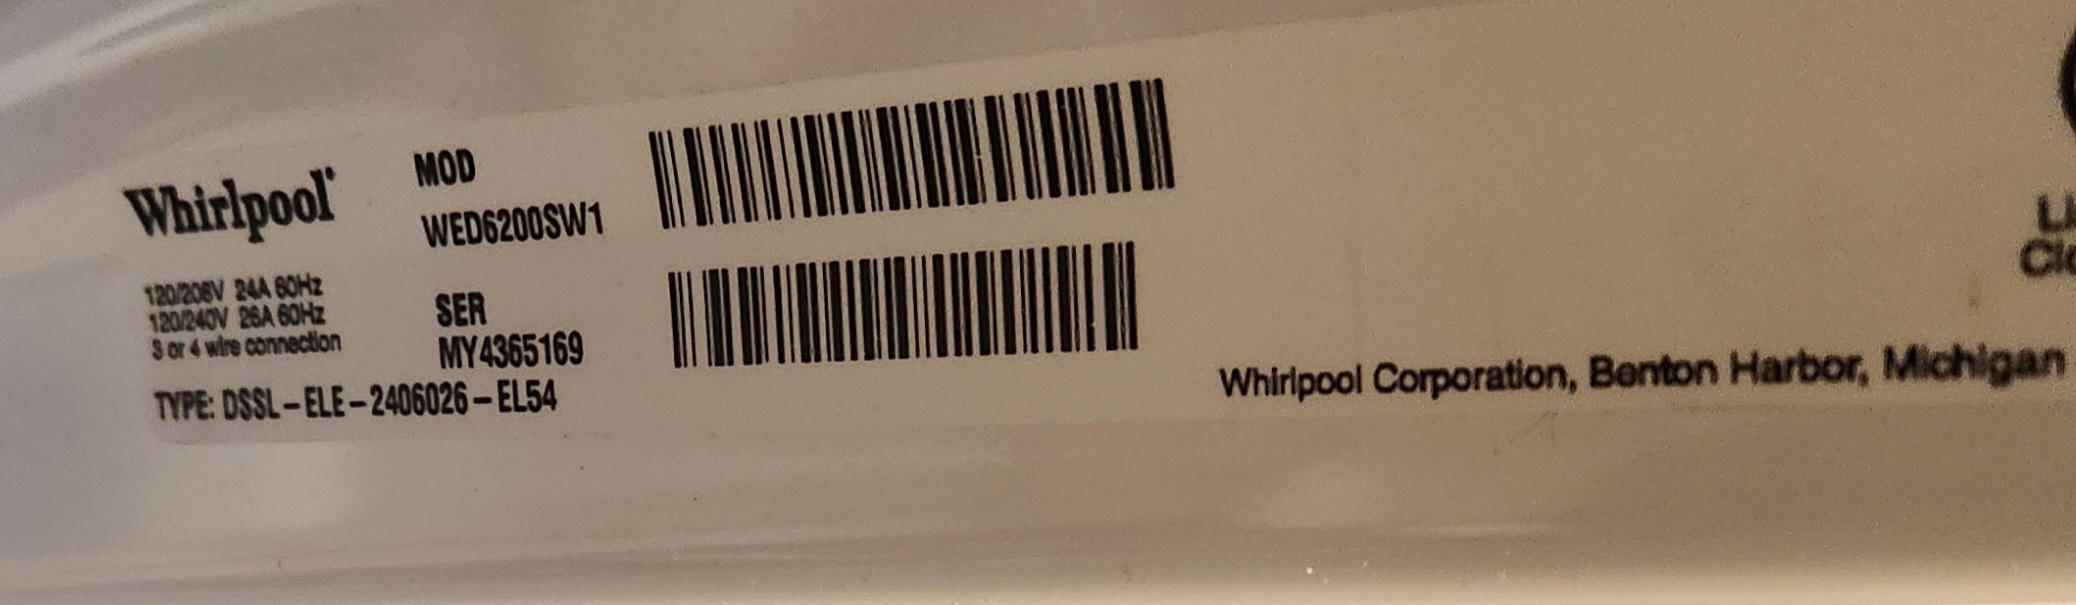 Whirlpool
MOD
WED6200SW1
120/208V 24A 60Hz
120/240V 26A 60Hz
3 or 4 wire connection
SER
MY4365169
TYPE: DSSL-ELE-2406026-EL54
Whirlpool Corporation, Benton Harbor, Michigan